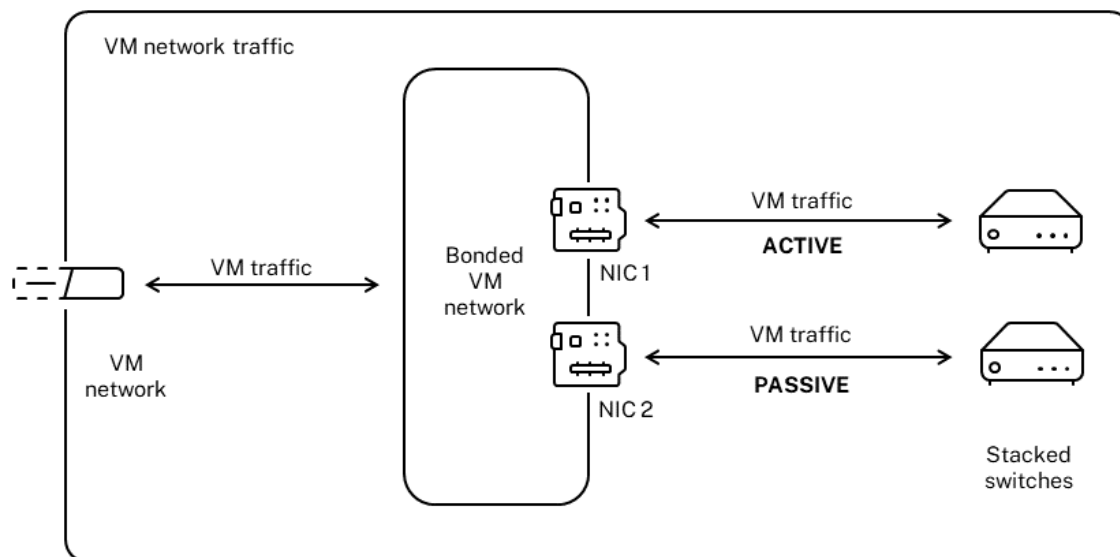 VM network traffic
VM traffic
ACTIVE
NIC 1
Bonded
VM
network
VM traffic
VM
network
VM traffic
PASSIVE
NIC 2
Stacked
switches